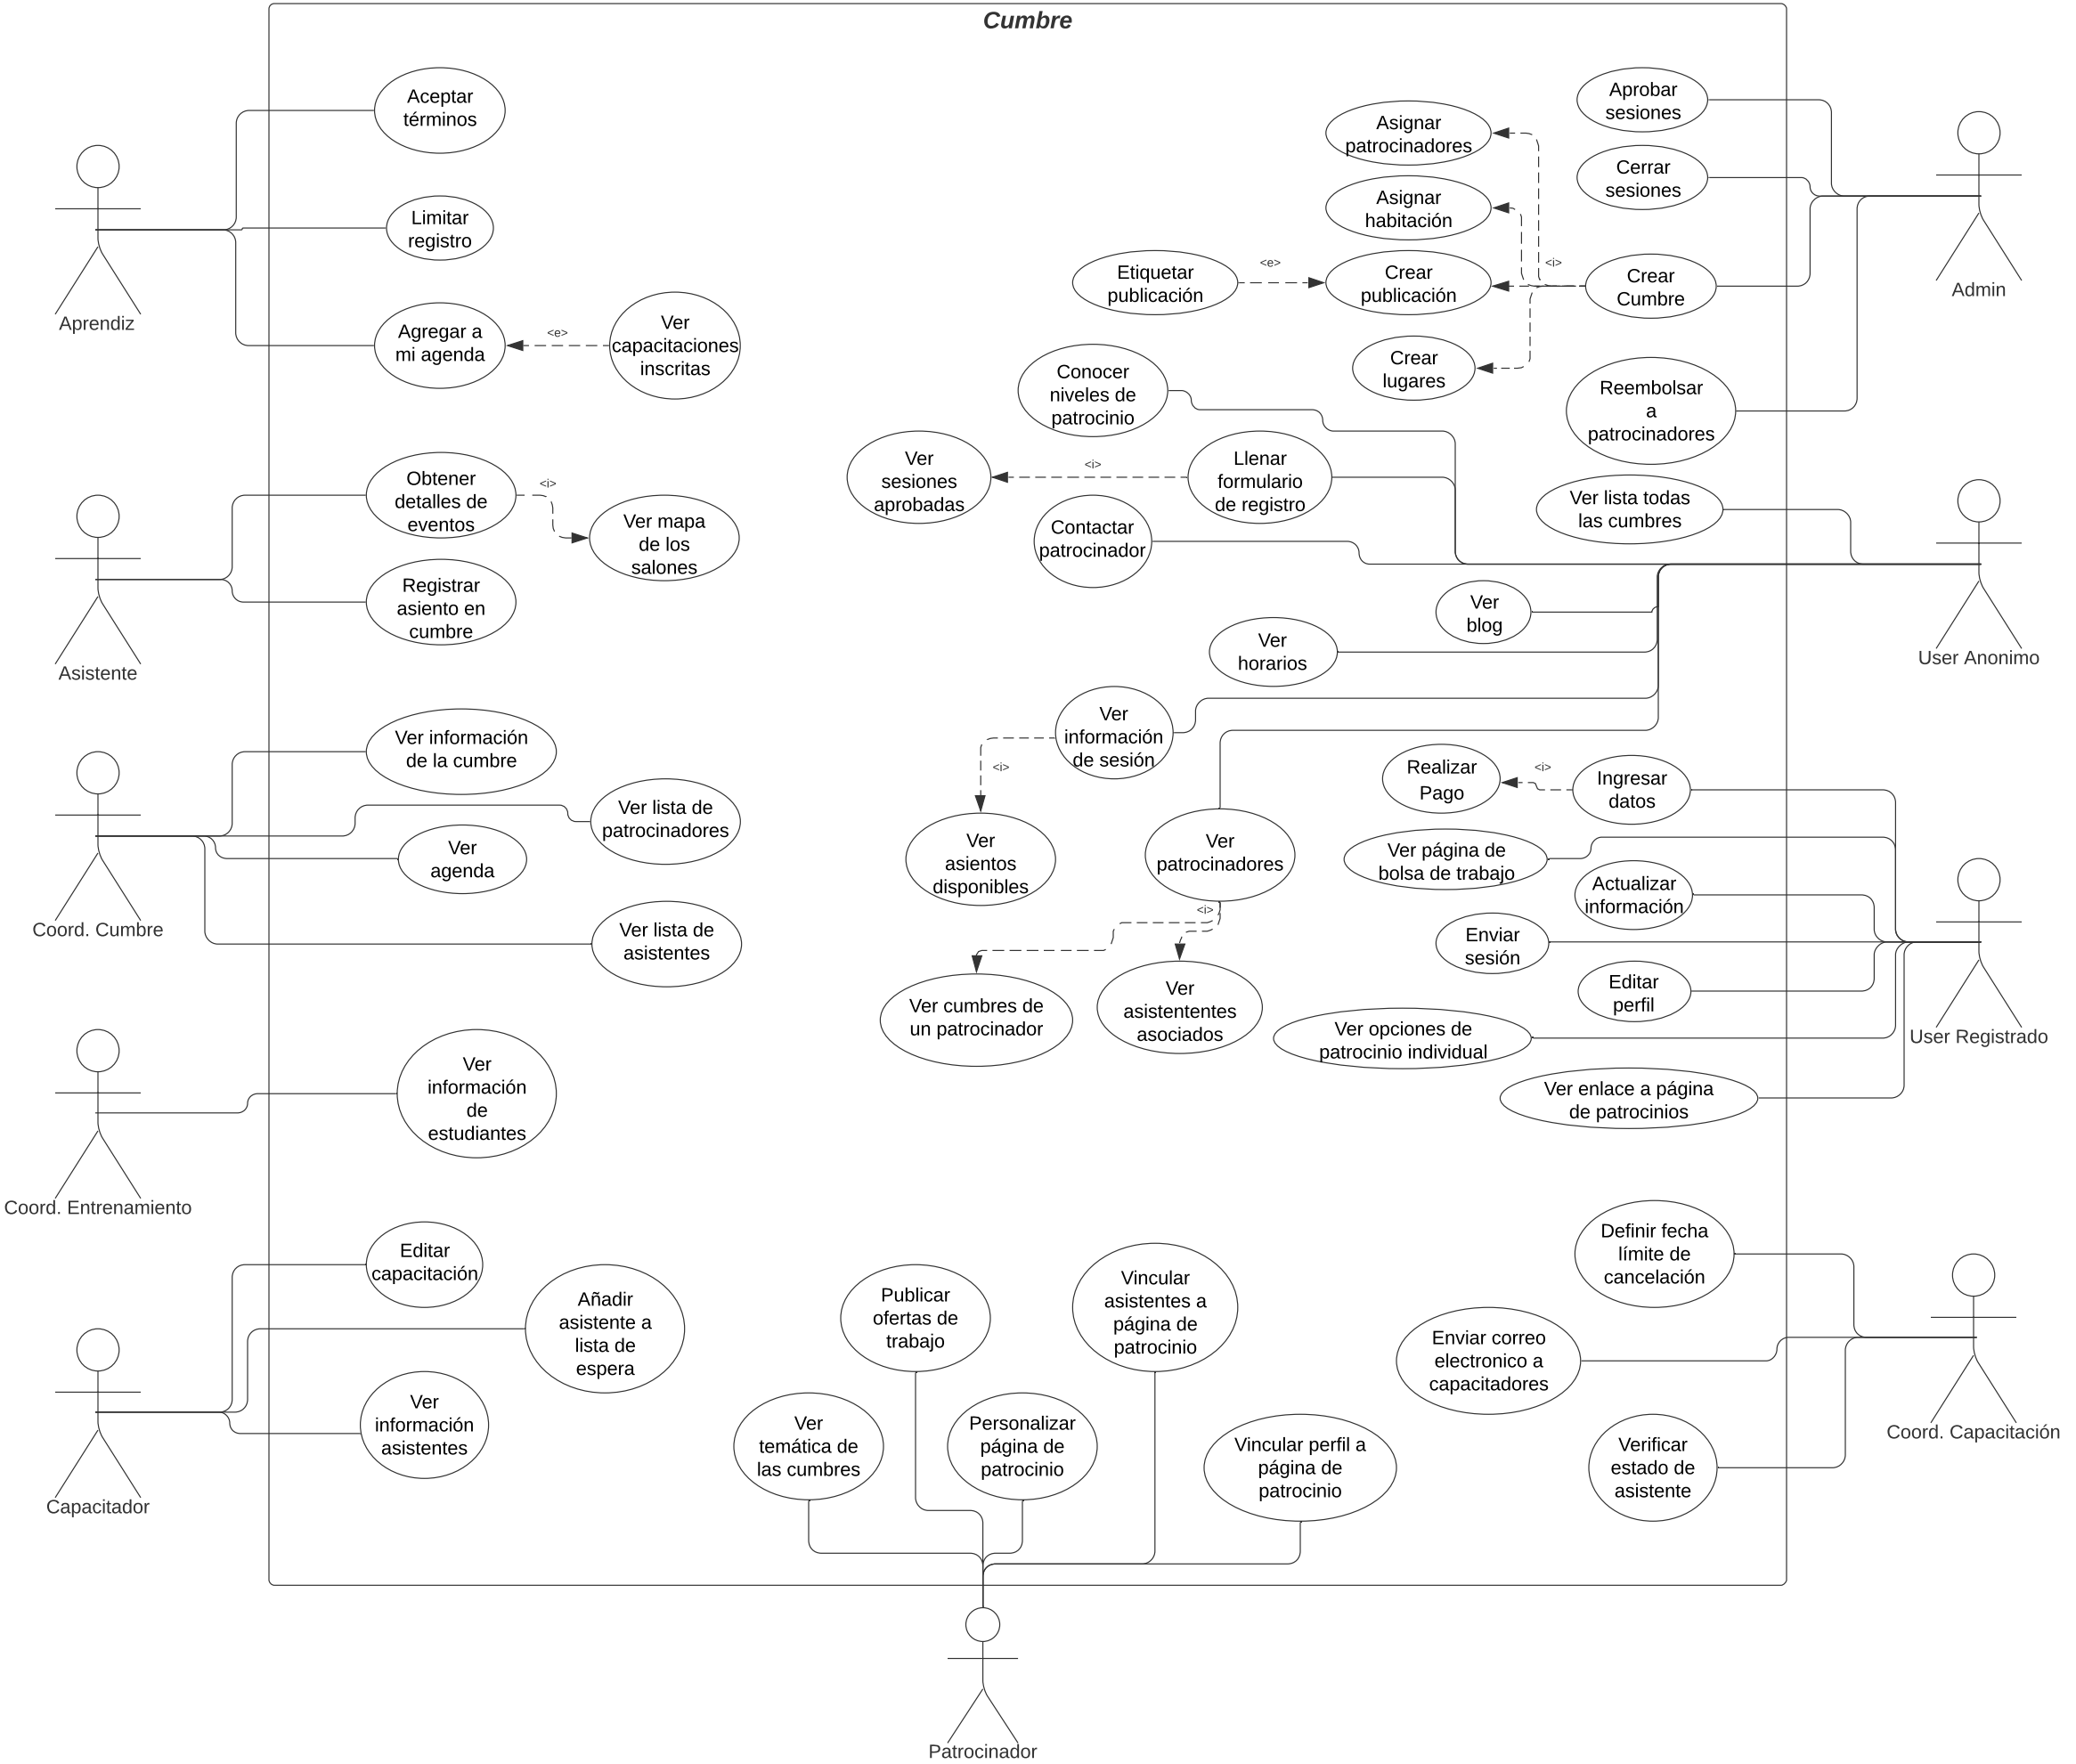 Cumbre
Aceptar
términos
Limitar
registro
Agregar a
mi agenda
<e>
Ver
capacitaciones
inscritas
Aprendiz
Obtener
detalles de
eventos
<i>
Ver mapa
de los
salones
Registrar
asiento en
cumbre
Asistente
Ver información
de la cumbre
Ver lista de
patrocinadores
Ver
agenda
Ver lista de
asistentes
Coord. Cumbre
Ver
información
de
estudiantes
Coord. Entrenamiento
Editar
capacitación
Añadir
asistente a
lista de
espera
Ver
información
asistentes
Capacitador
Aprobar
sesiones
Cerrar
sesiones
Asignar
patrocinadores
Asignar
habitación
Etiquetar
publicación
<e>
Crear
publicación
<i>
Crear
Cumbre
Crear
lugares
Reembolsar
a
patrocinadores
Admin
Conocer
niveles de
patrocinio
Ver
sesiones
aprobadas
<i>
Llenar
formulario
de registro
Contactar
patrocinador
Ver lista todas
las cumbres
Ver
blog
Ver
horarios
Ver
información
de sesión
<i>
Ver
asientos
disponibles
Ver
patrocinadores
<i>
Ver cumbres de
un patrocinador
Ver
asistententes
asociados
User Anonimo
Realizar
Pago
<i>
Ingresar
datos
Ver página de
bolsa de trabajo
Actualizar
información
Enviar
sesión
Editar
perfil
Ver opciones de
patrocinio individual
Ver enlace a página
de patrocinios
User Registrado
Definir fecha
límite de
cancelación
Enviar correo
electronico a
capacitadores
Verificar
estado de
asistente
Coord. Capacitación
Publicar
ofertas de
trabajo
Vincular
asistentes a
página de
patrocinio
Ver
temática de
las cumbres
Personalizar
página de
patrocinio
Vincular perfil a
página de
patrocinio
Patrocinador